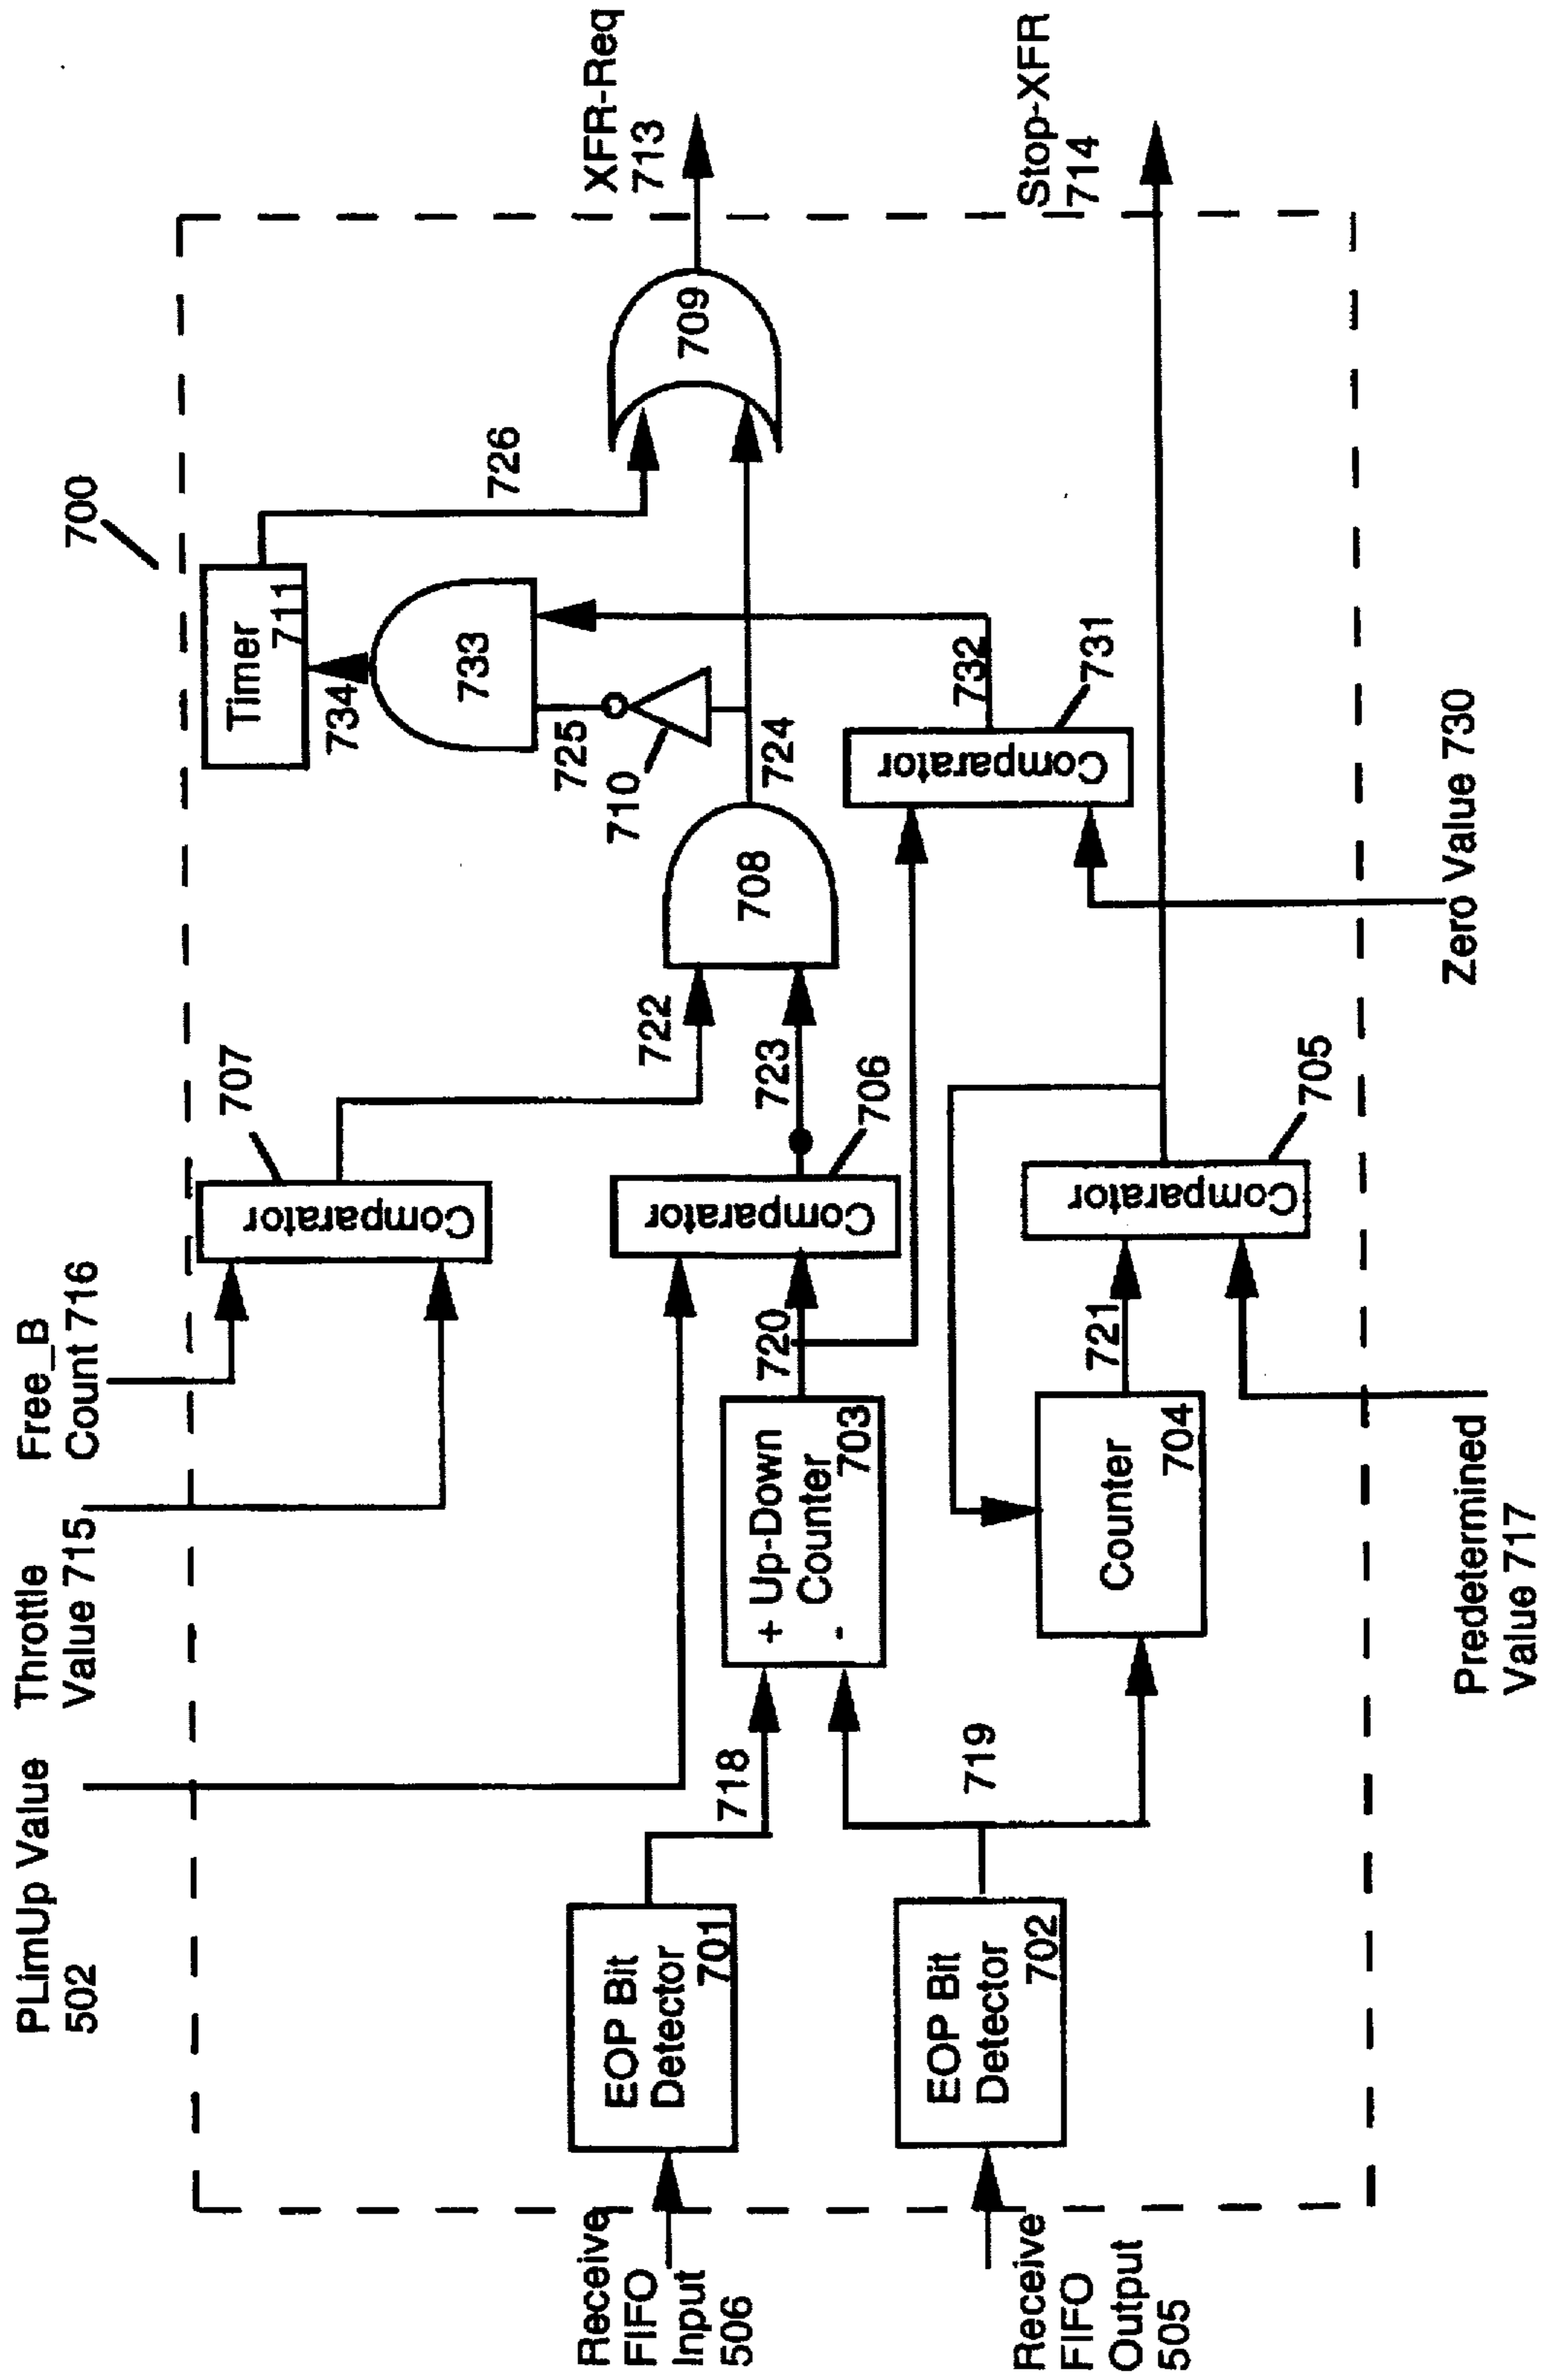 700
PLimUp Value
502
Throttle
Value 715
Free_B
Count 716
707
Comparator
722
Timer
711
734
733
726
725
710
709
XFR-Req
713
Receive
FIFO
Input
506
EOP Bit
Detector
701
718
+ Up-Down
Counter
-
703
720
Comparator
706
723
708
724
Receive
FIFO
Output
505
EOP Bit
Detector
702
719
Counter
704
721
Comparator
705
Comparator
731
732
Stop-XFR
714
Predetermined
Value 717
Zero Value 730